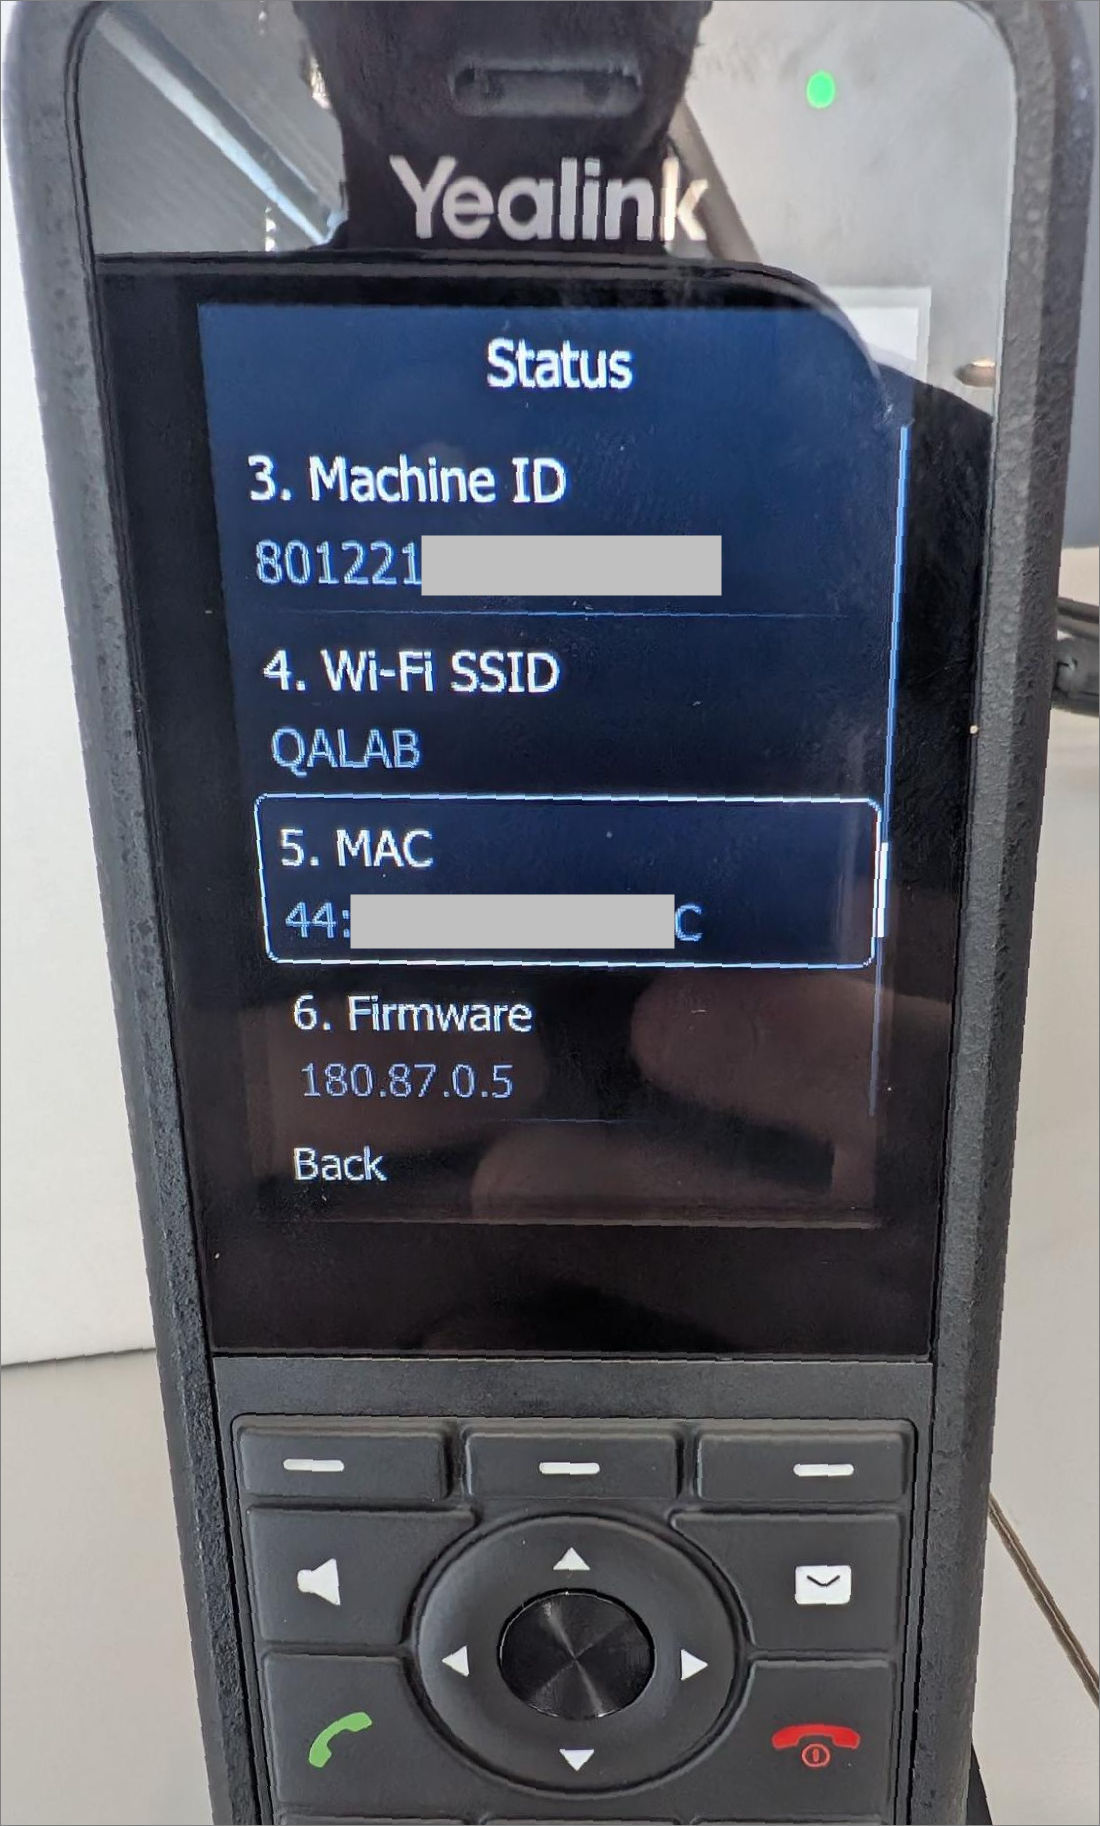 Yealink
Status
3. Machine ID
801221
4. Wi-Fi SSID
QALAB
5. MAC
44: C
6. Firmware
180.87.0.5
Back